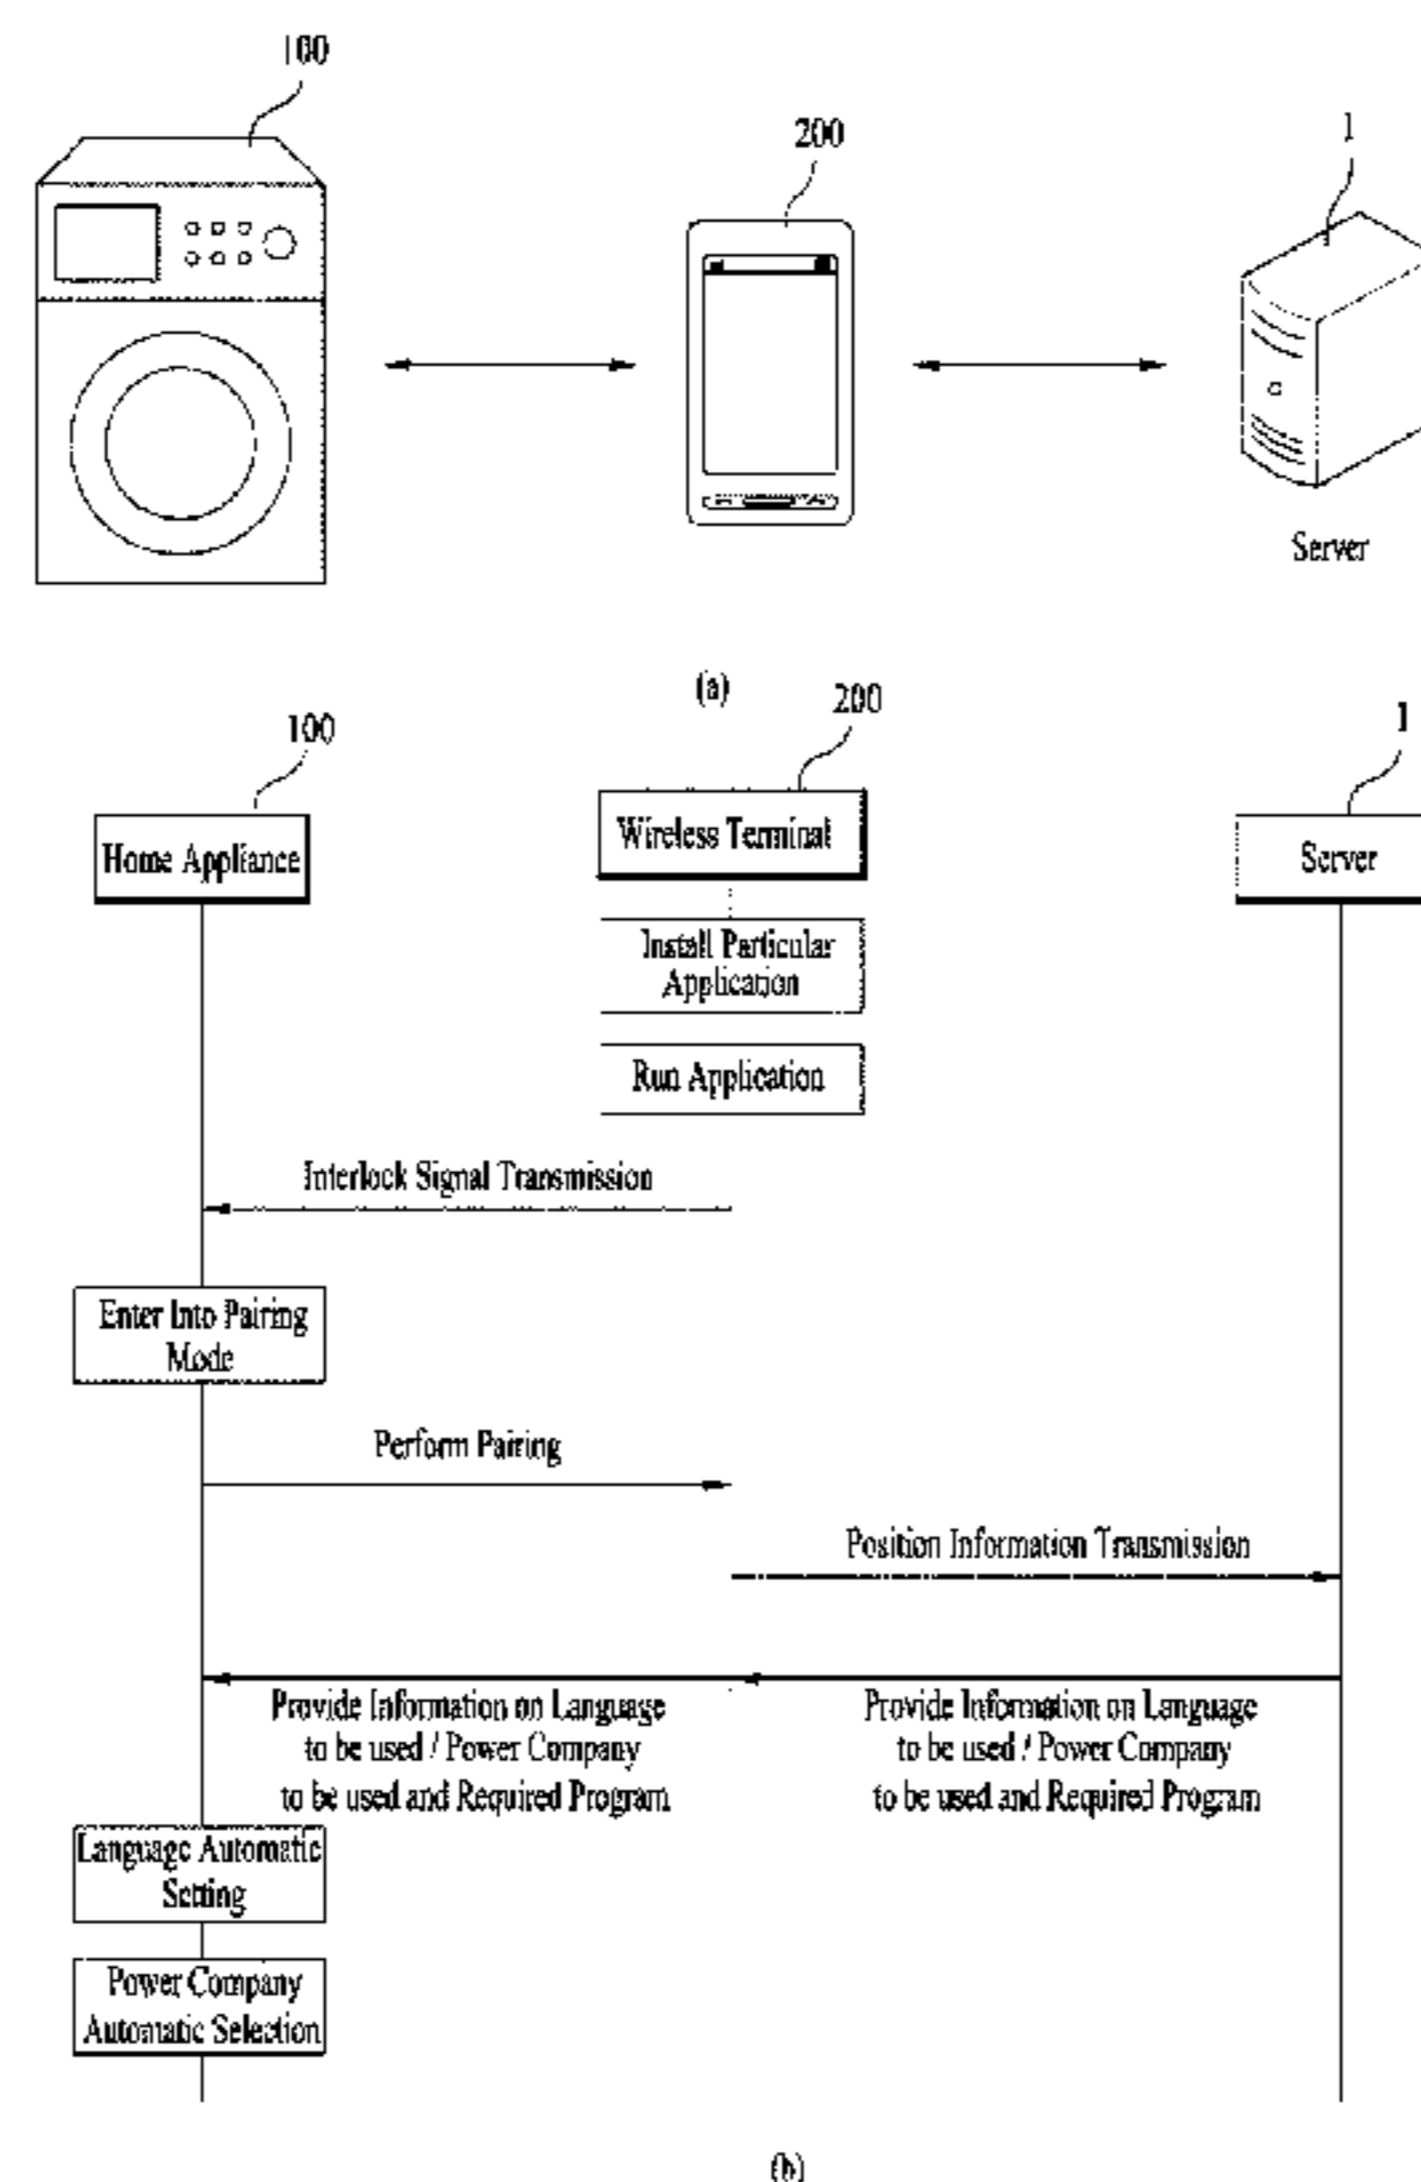 100
200
1
Server
(a)
100
200
1
Home Appliance
Wireless Terminal
Server
Install Particular
Application
Run Application
Interlock Signal Transmission
Enter Into Pairing
Mode
Perform Pairing
Position Information Transmission
Provide Information on Language
to be used / Power Company
to be used and Required Program
Provide Information on Language
to be used / Power Company
to be used and Required Program
Language Automatic
Setting
Power Company
Automatic Selection
(b)